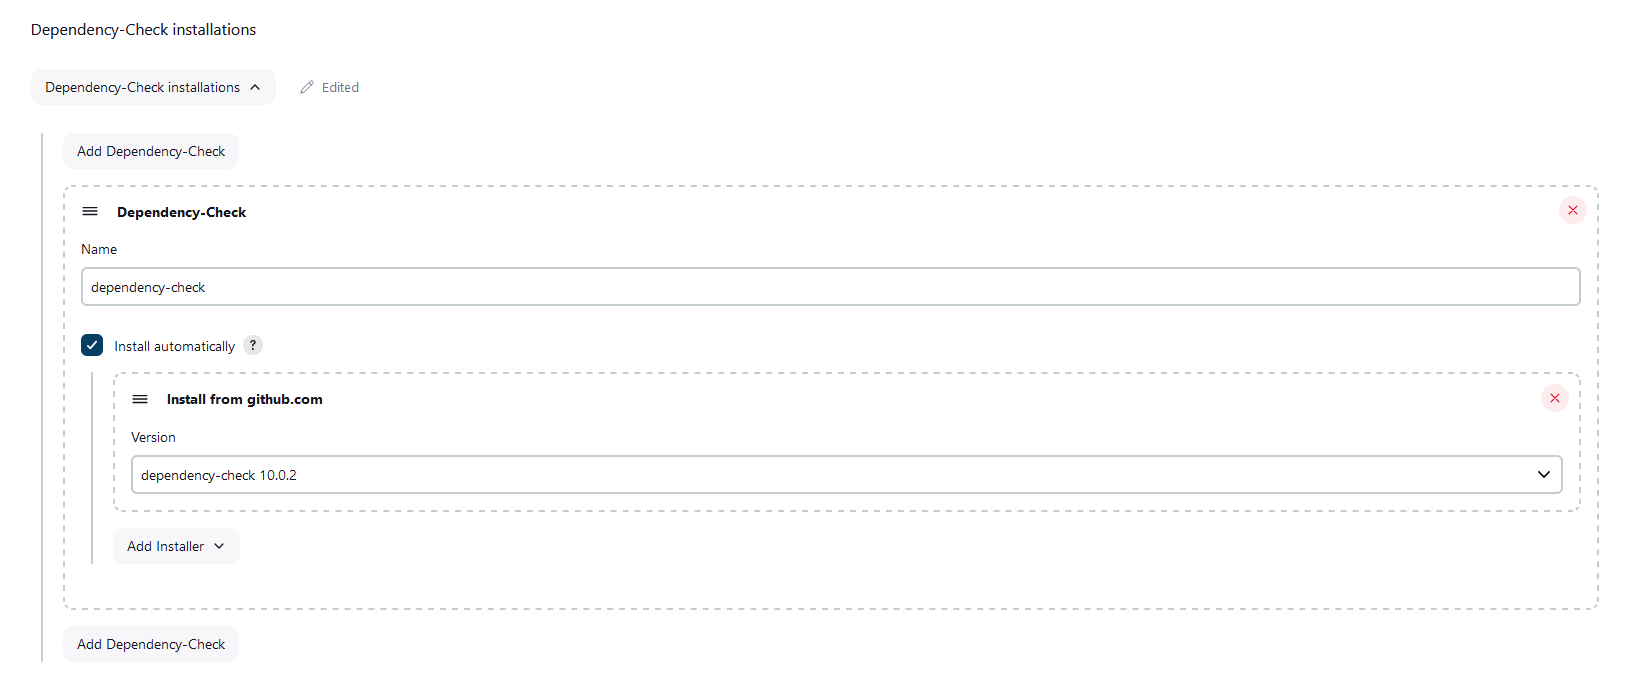 Dependency-Check installations
Dependency-Check installations Edited
Add Dependency-Check
Dependency-Check
Name
dependency-check
Install automatically ?
Install from github.com
Version
dependency-check 10.0.2
Add Installer
Add Dependency-Check